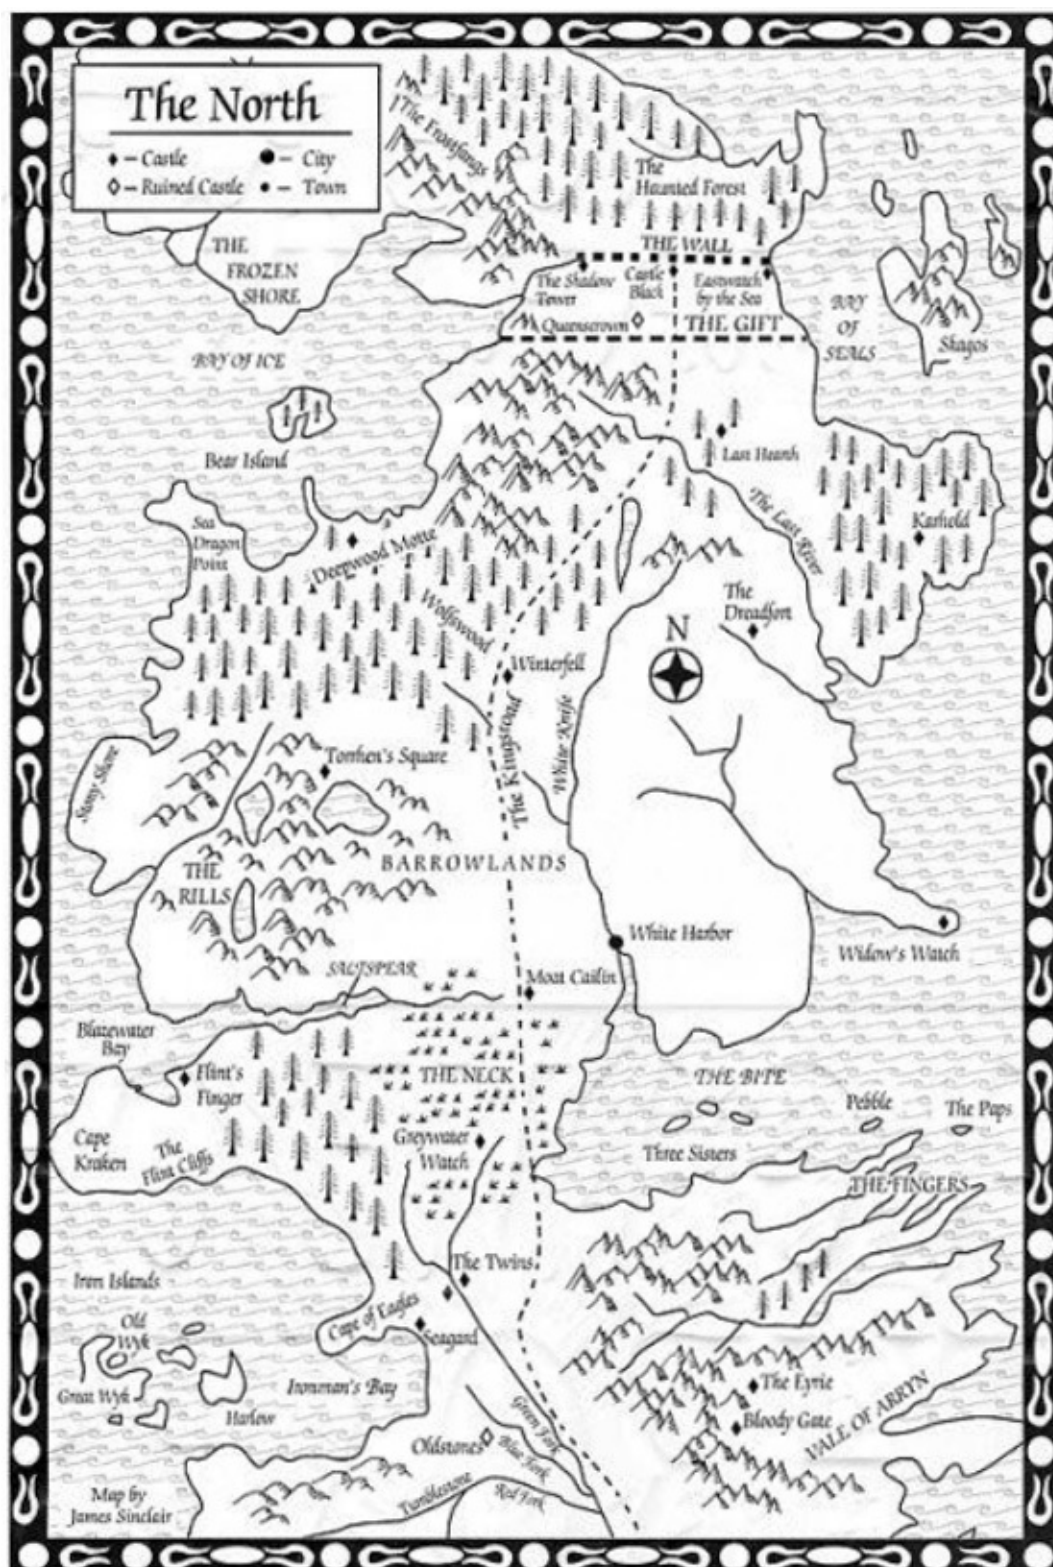 The North
– Castle
– City
– Ruined Castle
– Town
The Frostfangs
The
Haunted Forest
THE
FROZEN
SHORE
THE WALL
The Shadow
Tower
Castle
Black
Eastwatch
by the Sea
Queenscrown
THE GIFT
BAY
OF
SEALS
Skagos
BAY OF ICE
Bear Island
Last Hearth
The Last River
Karhold
Sea
Dragon
Point
Deepwood Motte
Wolfswood
The
Dreadfort
N
Winterfell
The Kingsroad
White Knife
Stony Shore
Torrhen's Square
THE
RILLS
BARROWLANDS
White Harbor
Widow's Watch
SALTSPEAR
Moat Cailin
Blazewater
Bay
Flint's
Finger
THE NECK
THE BITE
Pebble
The Paps
Cape
Kraken
The
Flint Cliffs
Greywater
Watch
Three Sisters
THE FINGERS
The Twins
Iron Islands
Old
Wyk
Cape of Eagles
Seagard
Great Wyk
Harlow
Ironman's Bay
The Eyrie
Bloody Gate
VALE OF ARRYN
Oldstones
Green Fork
Blue Fork
Red Fork
Tumblestone
Map by
James Sinclair